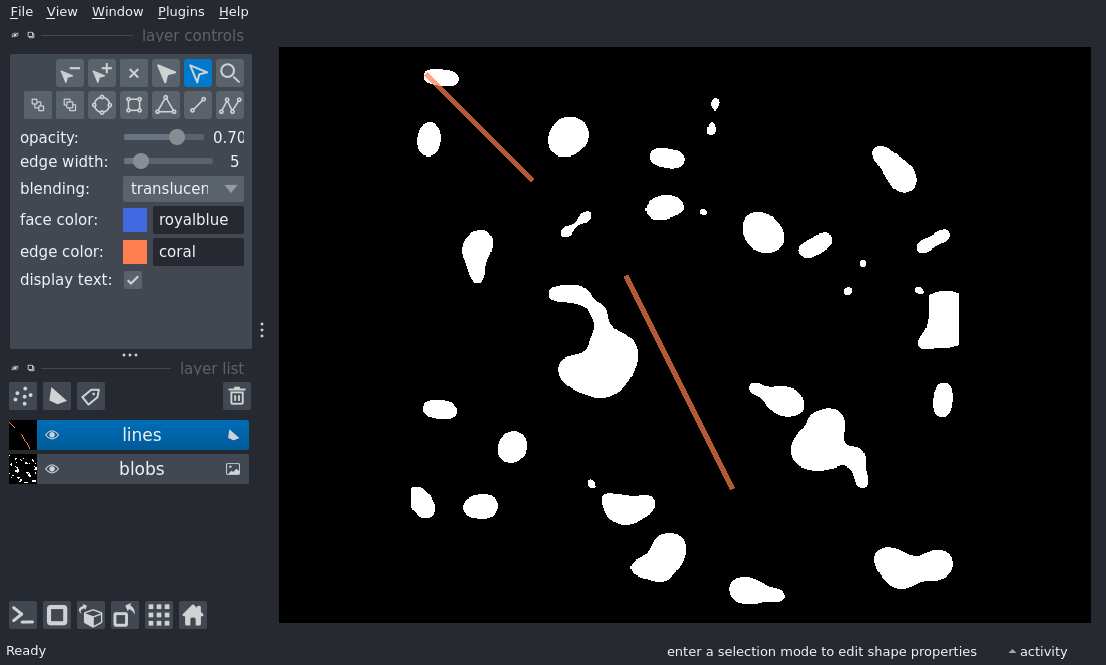 File View Window Plugins Help
layer controls
opacity: 0.70
edge width: 5
blending: translucen
face color: royalblue
edge color: coral
display text:
layer list
lines
blobs
Ready
enter a selection mode to edit shape properties
activity